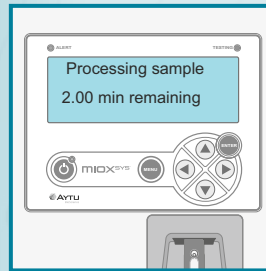 ALERT
TESTING
Processing sample
2.00 min remaining
ENTER
MIOXSYS
MENU
AYTU